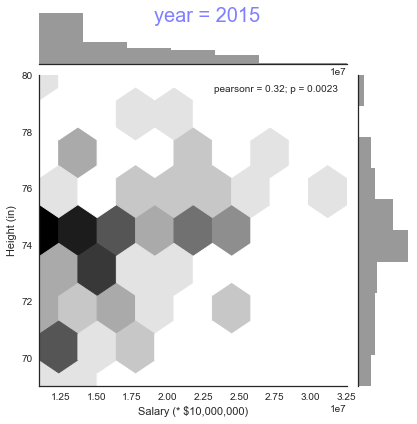 year = 2015
1e7
pearsonr = 0.32; p = 0.0023
80
78
76
74
72
70
Height (in)
1.25 1.50 1.75 2.00 2.25 2.50 2.75 3.00 3.25
1e7
Salary (* $10,000,000)